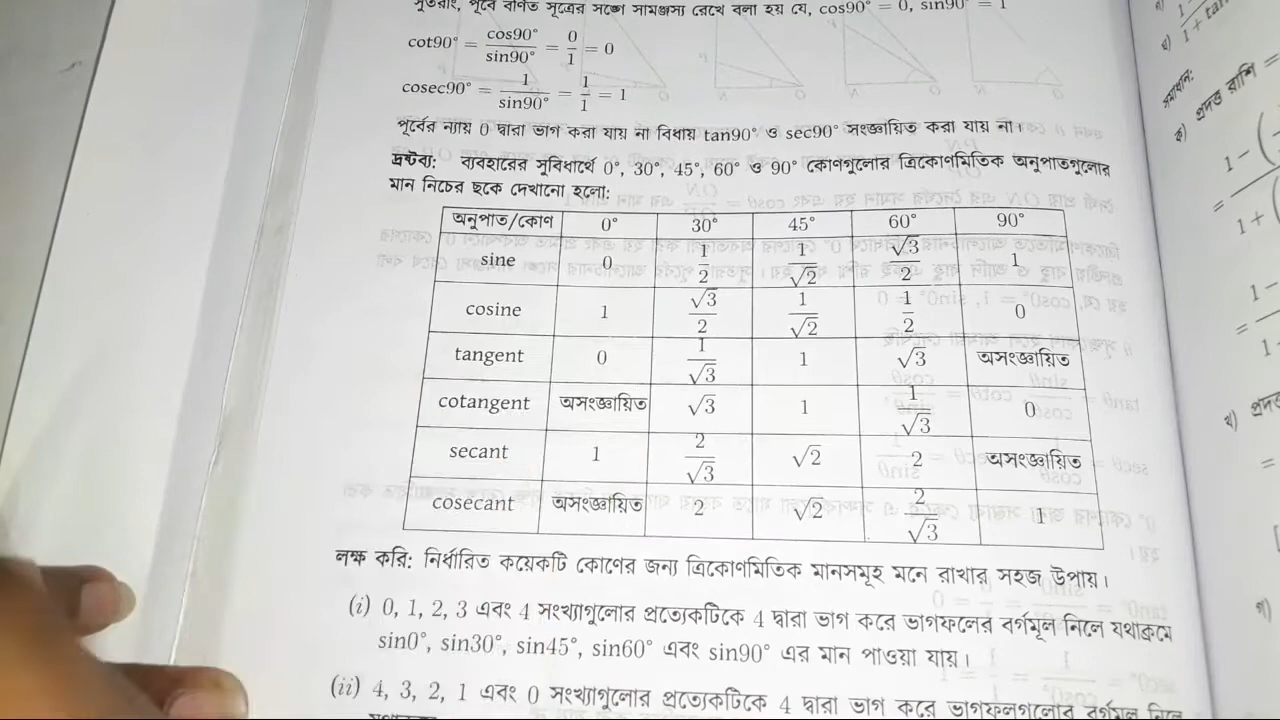 সুতরাং, পূর্বে বর্ণিত সূত্রের সঙ্গে সামঞ্জস্য রেখে বলা হয় যে, cos90° = 0, sin90° = 1
cot90° = cos90°/sin90° = 0/1 = 0
cosec90° = 1/sin90° = 1/1 = 1
পূর্বের ন্যায় 0 দ্বারা ভাগ করা যায় না বিধায় tan90° ও sec90° সংজ্ঞায়িত করা যায় না।
দ্রষ্টব্য: ব্যবহারের সুবিধার্থে 0°, 30°, 45°, 60° ও 90° কোণগুলোর ত্রিকোণমিতিক অনুপাতগুলোর
মান নিচের ছকে দেখানো হলো:
অনুপাত/কোণ 0° 30° 45° 60° 90°
sine 0 1/2 1/√2 √3/2 1
cosine 1 √3/2 1/√2 1/2 0
tangent 0 1/√3 1 √3 অসংজ্ঞায়িত
cotangent অসংজ্ঞায়িত √3 1 1/√3 0
secant 1 2/√3 √2 2 অসংজ্ঞায়িত
cosecant অসংজ্ঞায়িত 2 √2 2/√3 1
লক্ষ করি: নির্ধারিত কয়েকটি কোণের জন্য ত্রিকোণমিতিক মানসমূহ মনে রাখার সহজ উপায়।
(i) 0, 1, 2, 3 এবং 4 সংখ্যাগুলোর প্রত্যেকটিকে 4 দ্বারা ভাগ করে ভাগফলের বর্গমূল নিলে যথাক্রমে
sin0°, sin30°, sin45°, sin60° এবং sin90° এর মান পাওয়া যায়।
(ii) 4, 3, 2, 1 এবং 0 সংখ্যাগুলোর প্রত্যেকটিকে 4 দ্বারা ভাগ করে ভাগফলগুলোর বর্গমূল নিলে
সমাধান:
ক) প্রদত্ত রাশি =